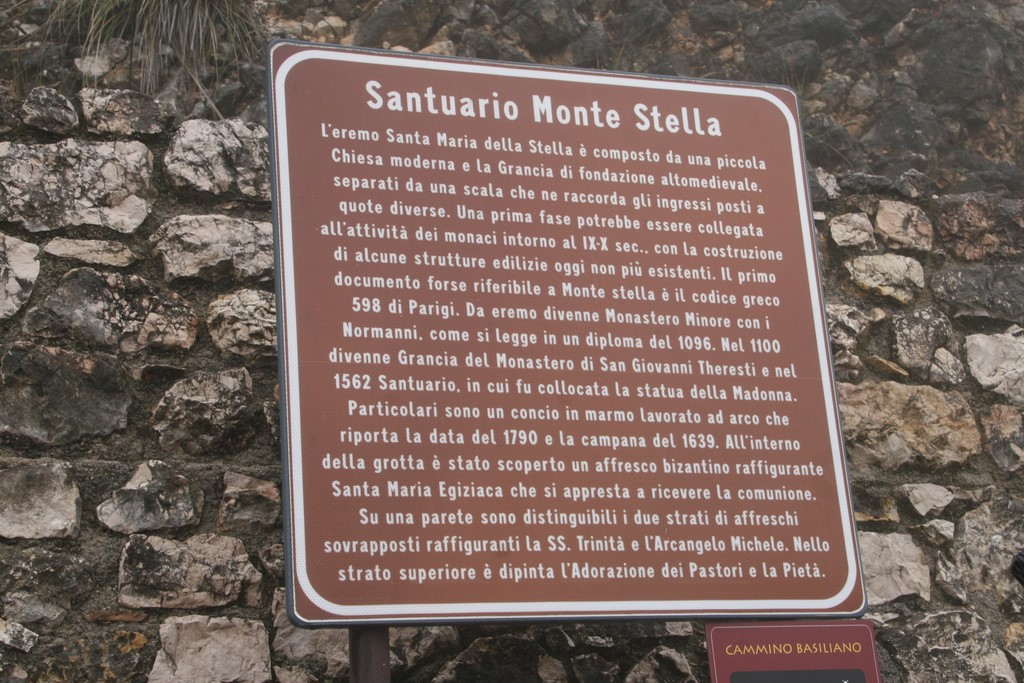 Santuario Monte Stella
L'eremo Santa Maria della Stella è composto da una piccola
Chiesa moderna e la Grancia di fondazione altomedievale.
separati da una scala che ne raccorda gli ingressi posti a
quote diverse. Una prima fase potrebbe essere collegata
all'attività dei monaci intorno al IX-X sec., con la costruzione
di alcune strutture edilizie oggi non più esistenti. Il primo
documento forse riferibile a Monte stella è il codice greco
598 di Parigi. Da eremo divenne Monastero Minore con i
Normanni, come si legge in un diploma del 1096. Nel 1100
divenne Grancia del Monastero di San Giovanni Theresti e nel
1562 Santuario, in cui fu collocata la statua della Madonna.
Particolari sono un concio in marmo lavorato ad arco che
riporta la data del 1790 e la campana del 1639. All'interno
della grotta è stato scoperto un affresco bizantino raffigurante
Santa Maria Egiziaca che si appresta a ricevere la comunione.
Su una parete sono distinguibili i due strati di affreschi
sovrapposti raffiguranti la SS. Trinità e l'Arcangelo Michele. Nello
strato superiore è dipinta l'Adorazione dei Pastori e la Pietà.
CAMMINO BASILIANO